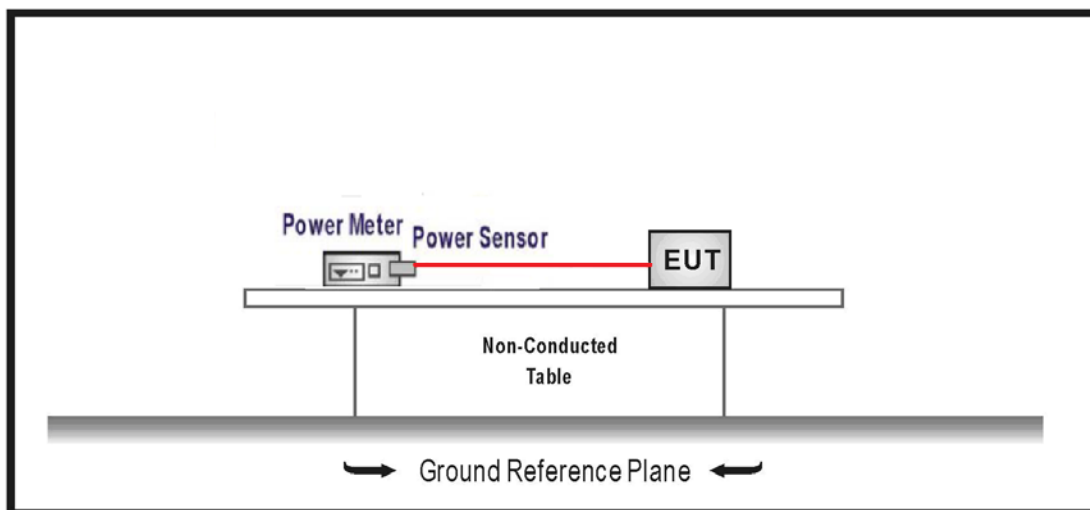 Power Meter
Power Sensor
EUT
Non-Conducted
Table
Ground Reference Plane